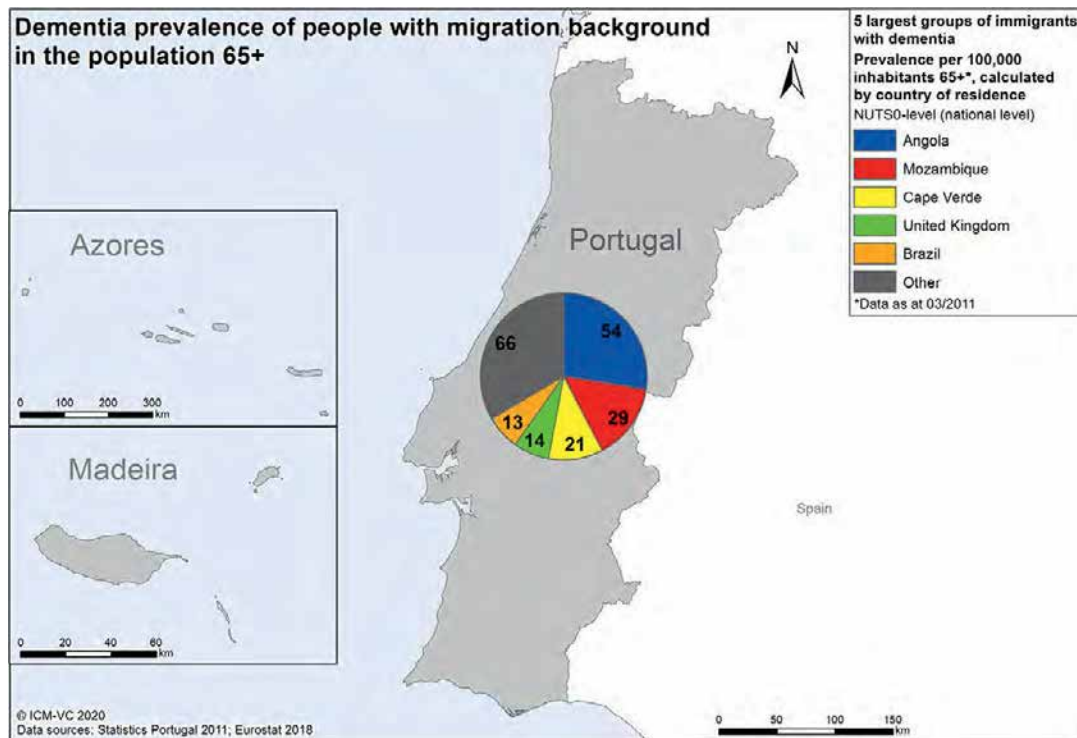 Dementia prevalence of people with migration background
in the population 65+
N
5 largest groups of immigrants
with dementia
Prevalence per 100,000
inhabitants 65+*, calculated
by country of residence
NUTS0-level (national level)
Angola
Mozambique
Cape Verde
United Kingdom
Brazil
Other
*Data as at 03/2011
Azores
0 100 200 300
km
Madeira
0 20 40 60
km
Portugal
54
29
21
14
13
66
Spain
© ICM-VC 2020
Data sources: Statistics Portugal 2011; Eurostat 2018
0 50 100 150
km